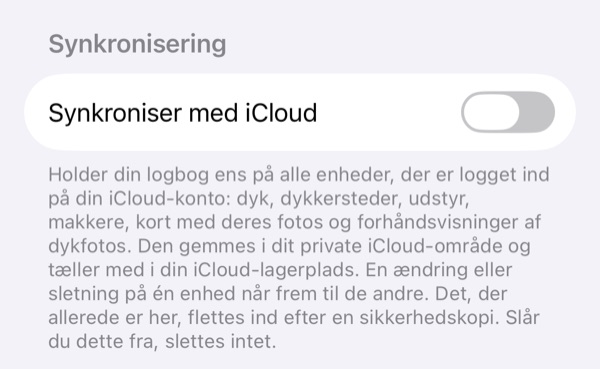 Synkronisering
Synkroniser med iCloud
Holder din logbog ens på alle enheder, der er logget ind
på din iCloud-konto: dyk, dykkersteder, udstyr,
makkere, kort med deres fotos og forhåndsvisninger af
dykfotos. Den gemmes i dit private iCloud-område og
tæller med i din iCloud-lagerplads. En ændring eller
sletning på én enhed når frem til de andre. Det, der
allerede er her, flettes ind efter en sikkerhedskopi. Slår
du dette fra, slettes intet.